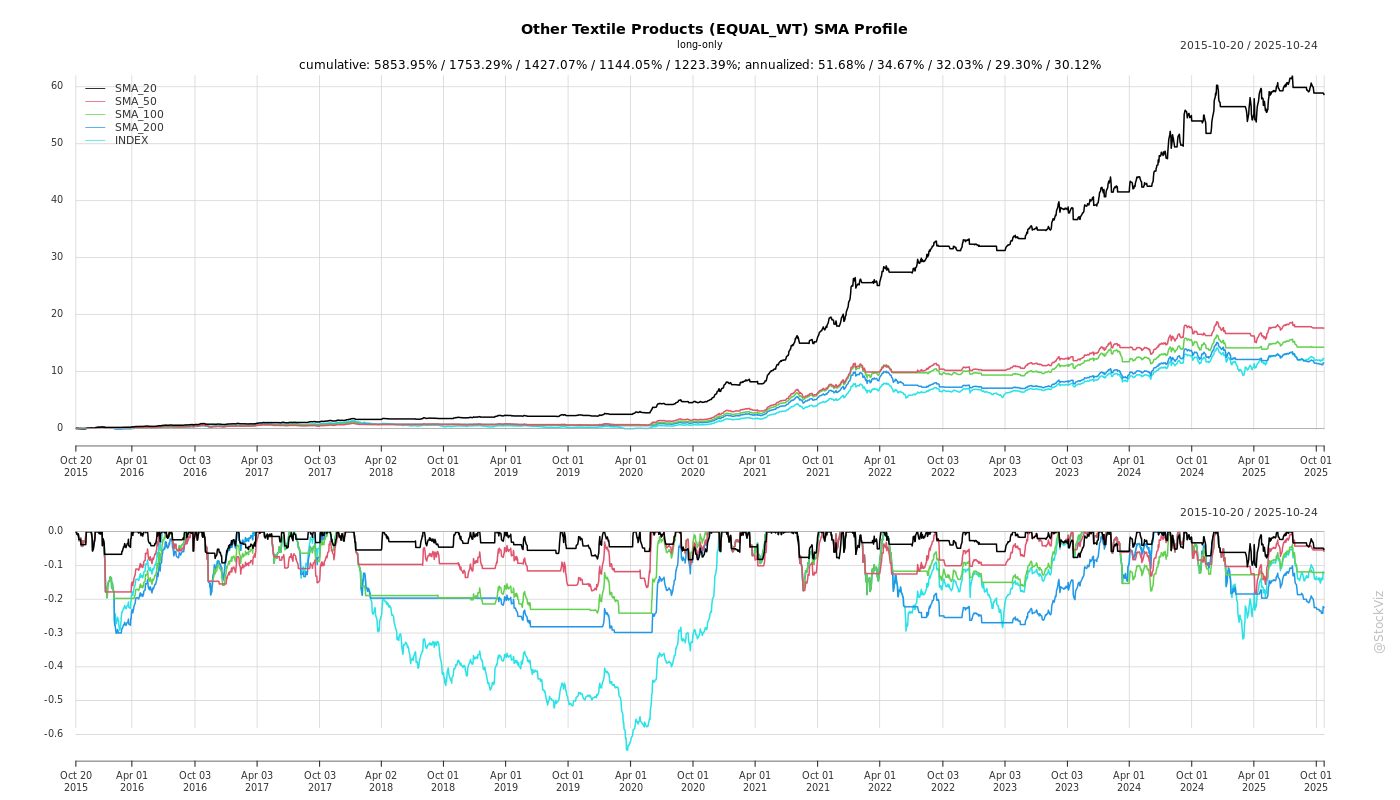 Other Textile Products (EQUAL_WT) SMA Profile
long-only
2015-10-20 / 2025-10-24
cumulative: 5853.95% / 1753.29% / 1427.07% / 1144.05% / 1223.39%; annualized: 51.68% / 34.67% / 32.03% / 29.30% / 30.12%
60
50
40
30
20
10
0
SMA_20
SMA_50
SMA_100
SMA_200
INDEX
Oct 20 Apr 01 Oct 03 Apr 03 Oct 03 Apr 02 Oct 01 Apr 01 Oct 01 Apr 01 Oct 01 Apr 01 Oct 01 Apr 01 Oct 03 Apr 03 Oct 03 Apr 01 Oct 01 Apr 01 Oct 01
2015 2016 2016 2017 2017 2018 2018 2019 2019 2020 2020 2021 2021 2022 2022 2023 2023 2024 2024 2025 2025
2015-10-20 / 2025-10-24
0.0
-0.1
-0.2
-0.3
-0.4
-0.5
-0.6
Oct 20 Apr 01 Oct 03 Apr 03 Oct 03 Apr 02 Oct 01 Apr 01 Oct 01 Apr 01 Oct 01 Apr 01 Oct 01 Apr 01 Oct 03 Apr 03 Oct 03 Apr 01 Oct 01 Apr 01 Oct 01
2015 2016 2016 2017 2017 2018 2018 2019 2019 2020 2020 2021 2021 2022 2022 2023 2023 2024 2024 2025 2025
@StockViz